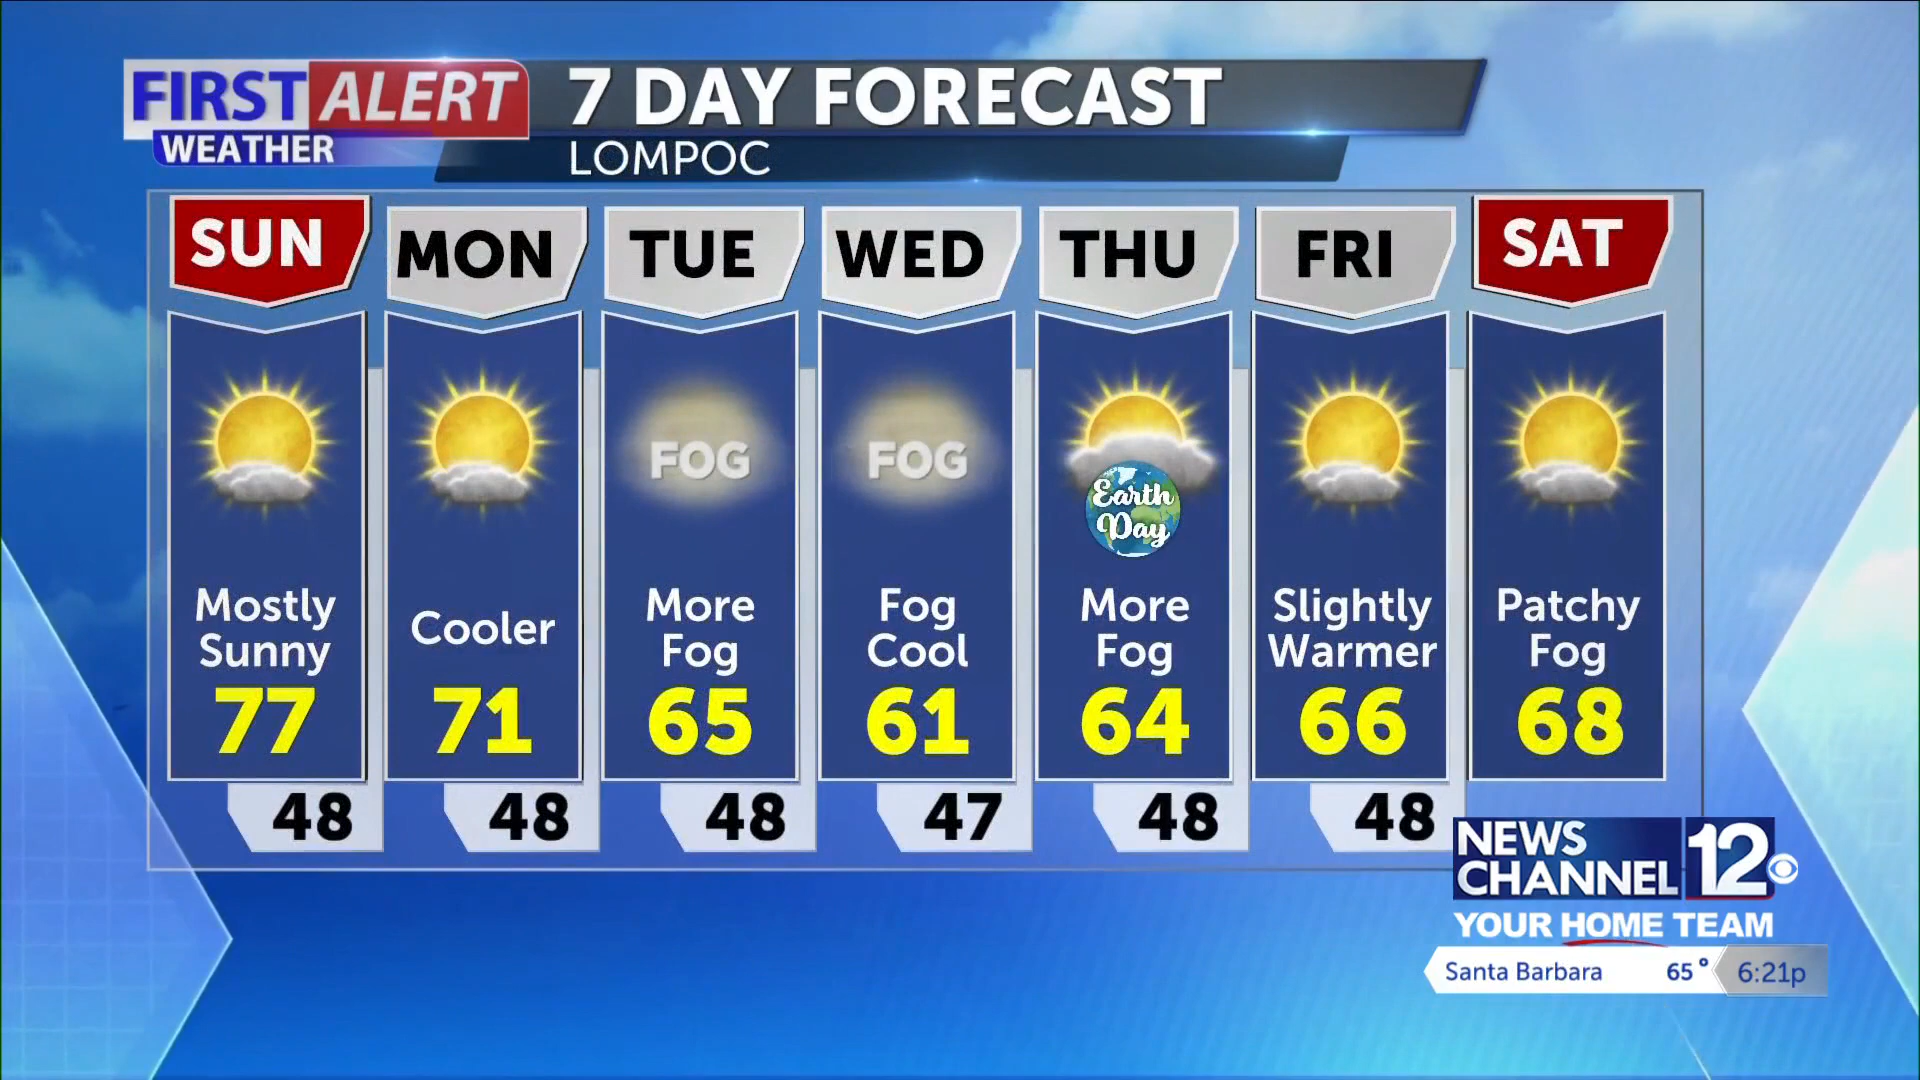 FIRST ALERT
WEATHER
7 DAY FORECAST
LOMPOC
SUN MON TUE WED THU FRI SAT
FOG FOG
Earth
Day
Mostly
Sunny
77
48
Cooler
71
48
More
Fog
65
48
Fog
Cool
61
47
More
Fog
64
48
Slightly
Warmer
66
48
Patchy
Fog
68
NEWS
CHANNEL 12
YOUR HOME TEAM
Santa Barbara 65° 6:21p